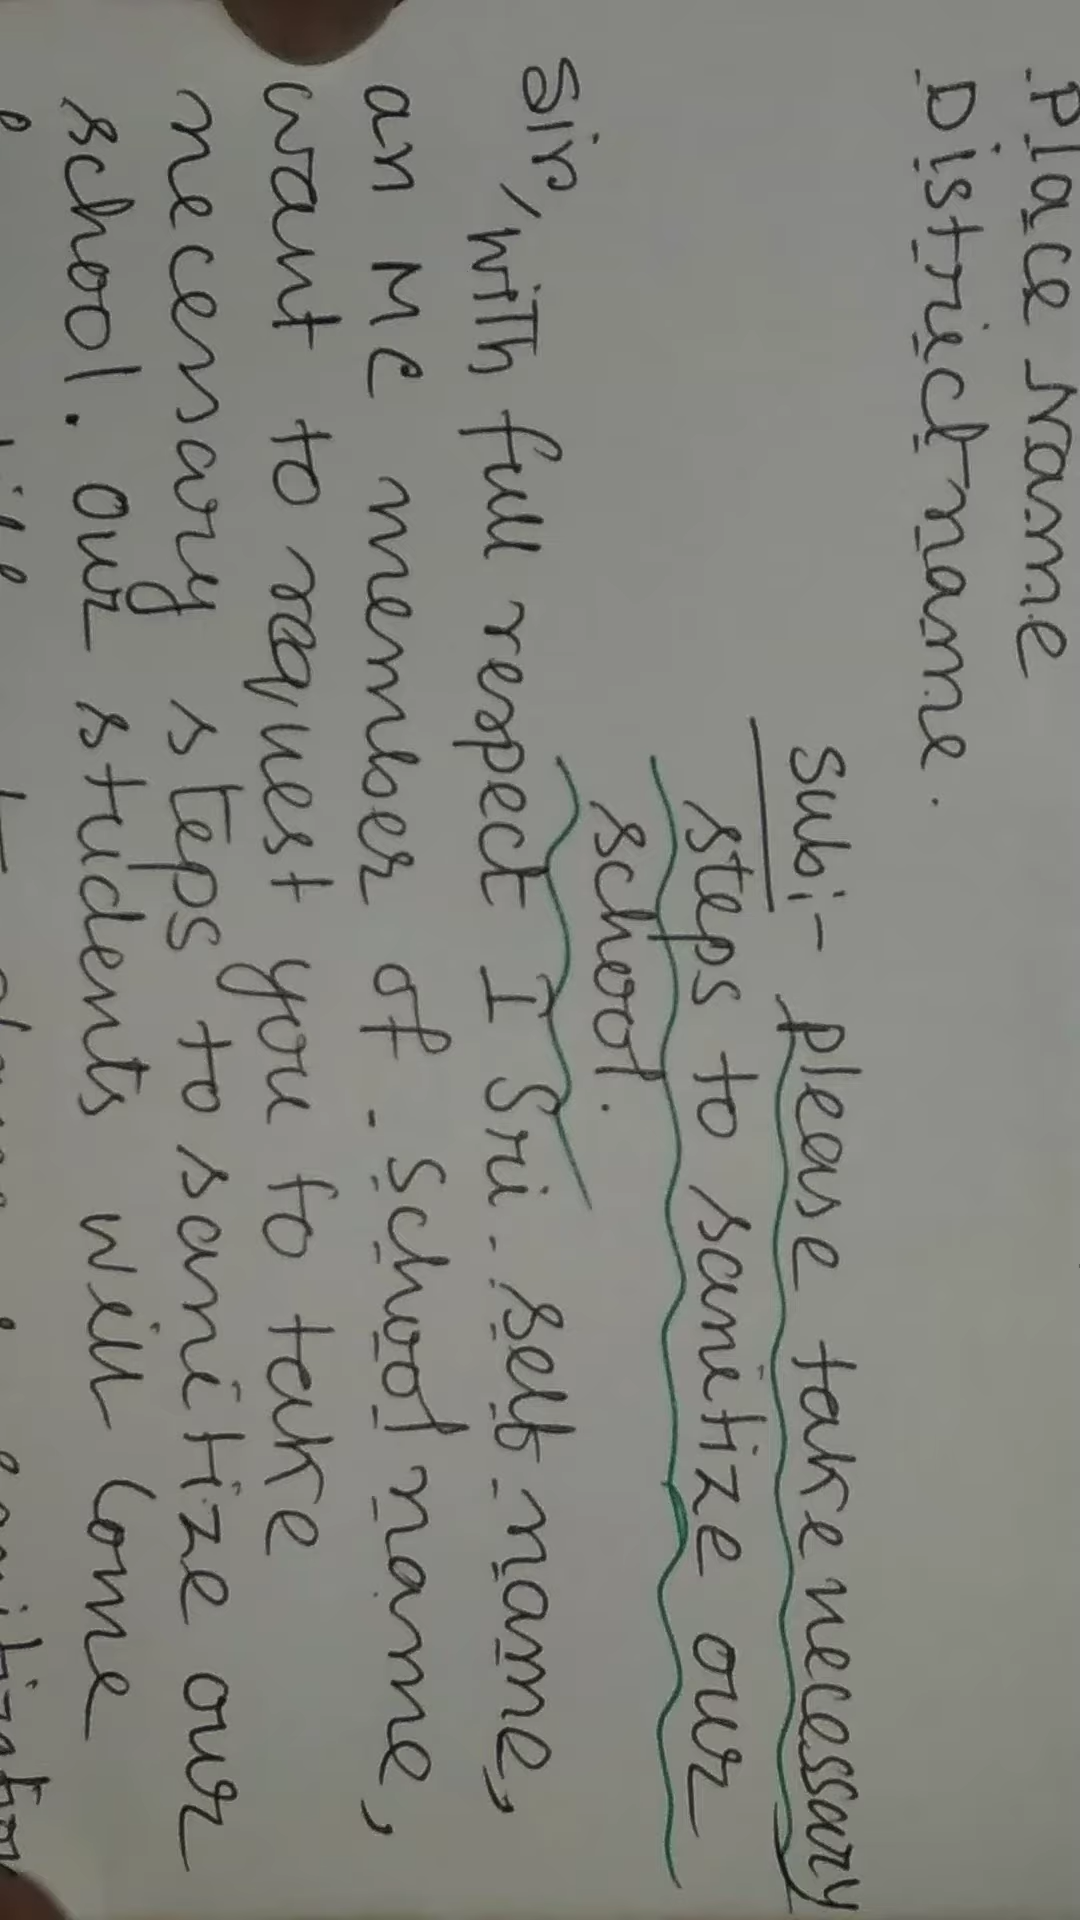 Place Name
District name.
Sub:- please take necessary
steps to sanitize our
school.
Sir, with full respect I Sri. self name,
an MC member of . school name,
want to request you to take
necessary steps to sanitize our
school. our students will come